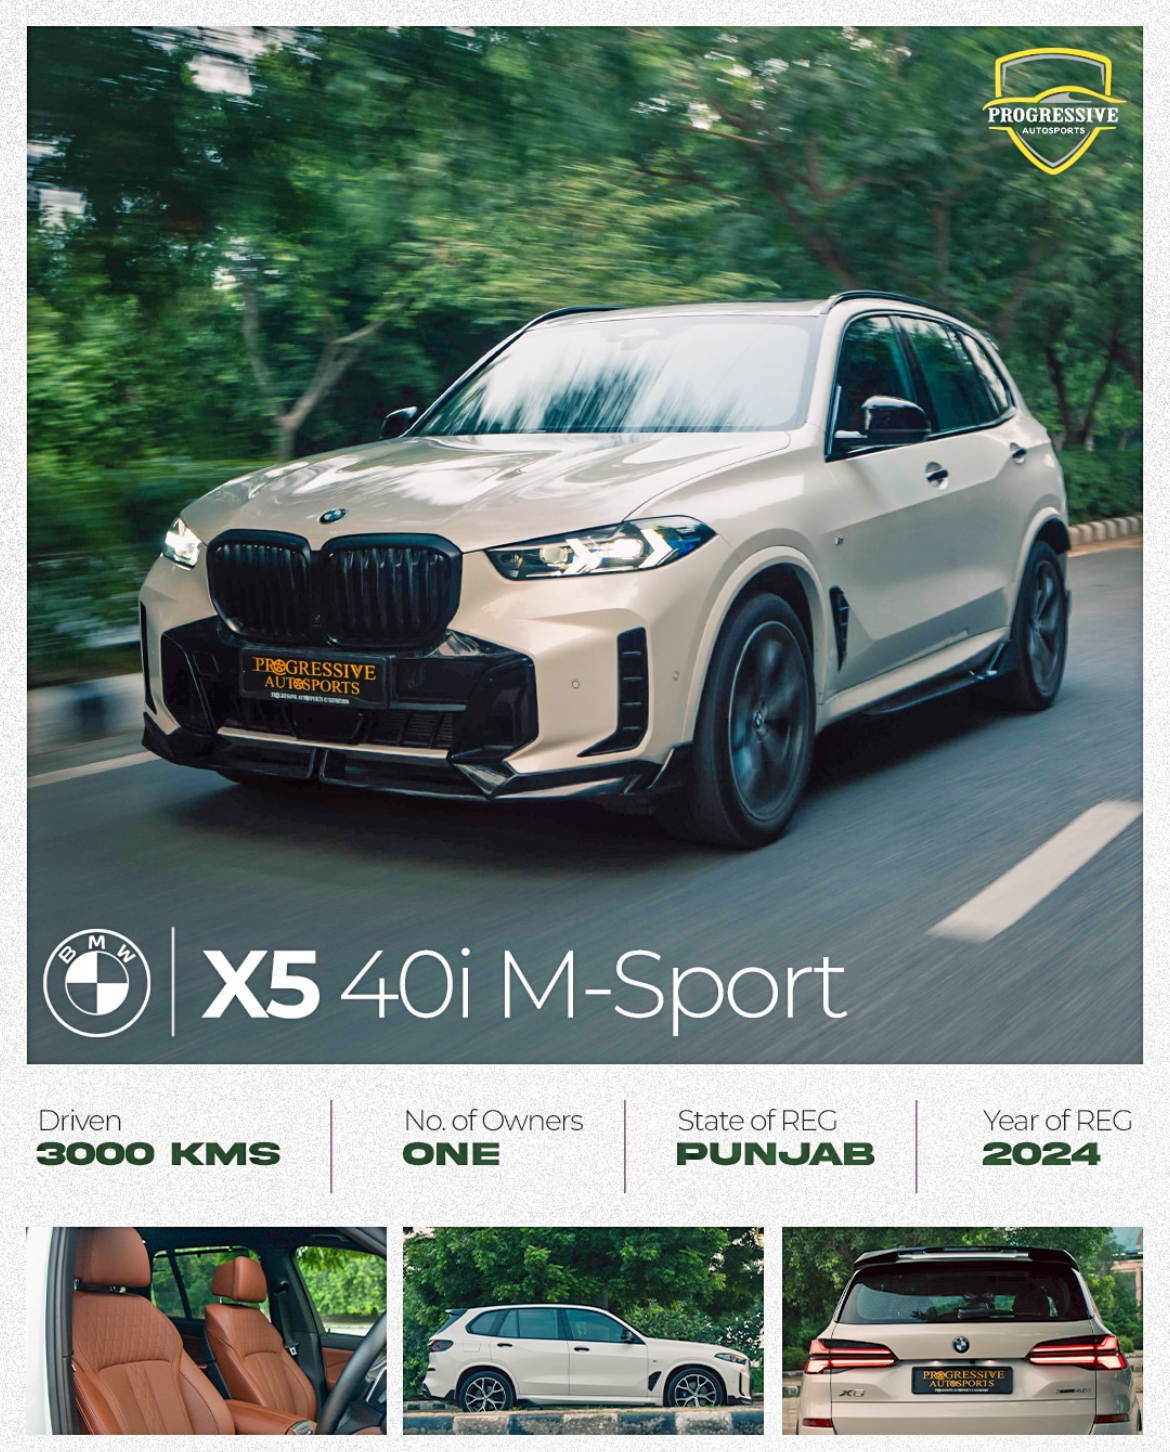 PROGRESSIVE
AUTOSPORTS
PROGRESSIVE
AUTOSPORTS
BMW
X5 40i M-Sport
Driven
3000 KMS
No. of Owners
ONE
State of REG
PUNJAB
Year of REG
2024
PROGRESSIVE
AUTOSPORTS
X5